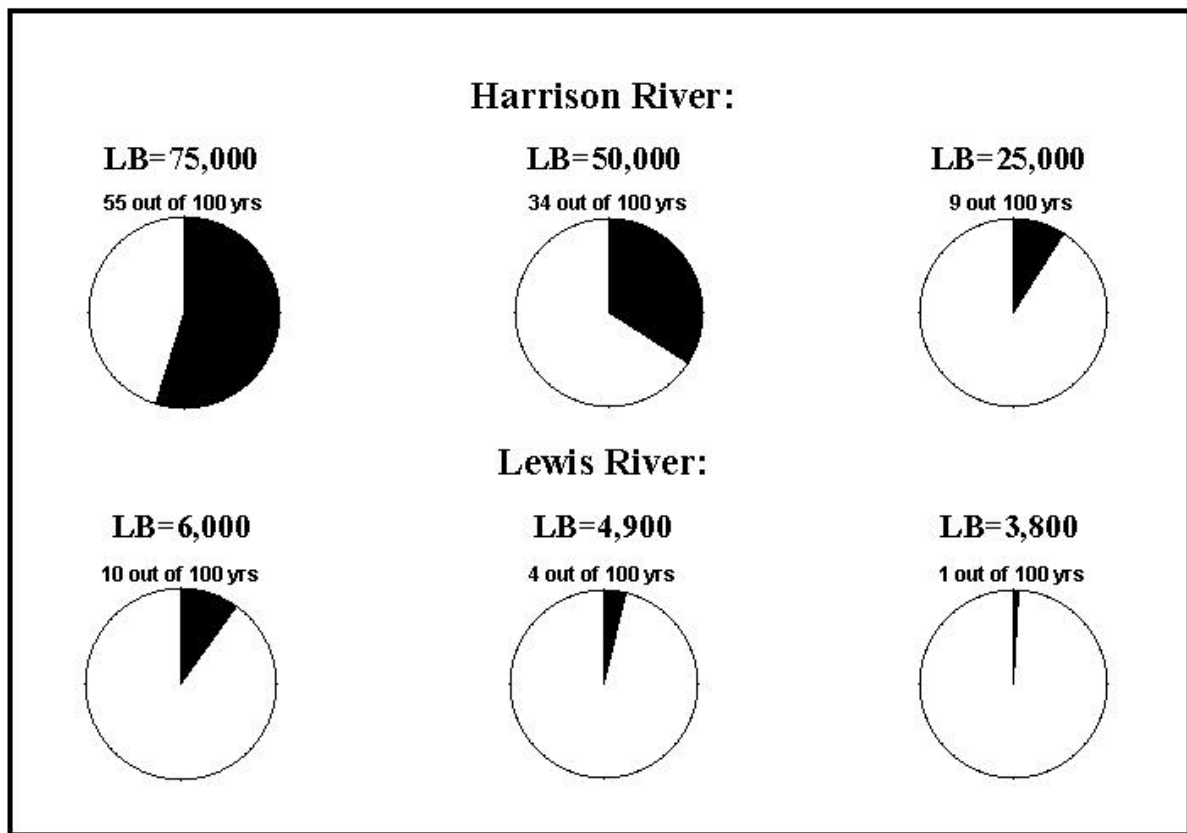 Harrison River:
LB=75,000 LB=50,000 LB=25,000
55 out of 100 yrs 34 out of 100 yrs 9 out 100 yrs
Lewis River:
LB=6,000 LB=4,900 LB=3,800
10 out of 100 yrs 4 out of 100 yrs 1 out of 100 yrs